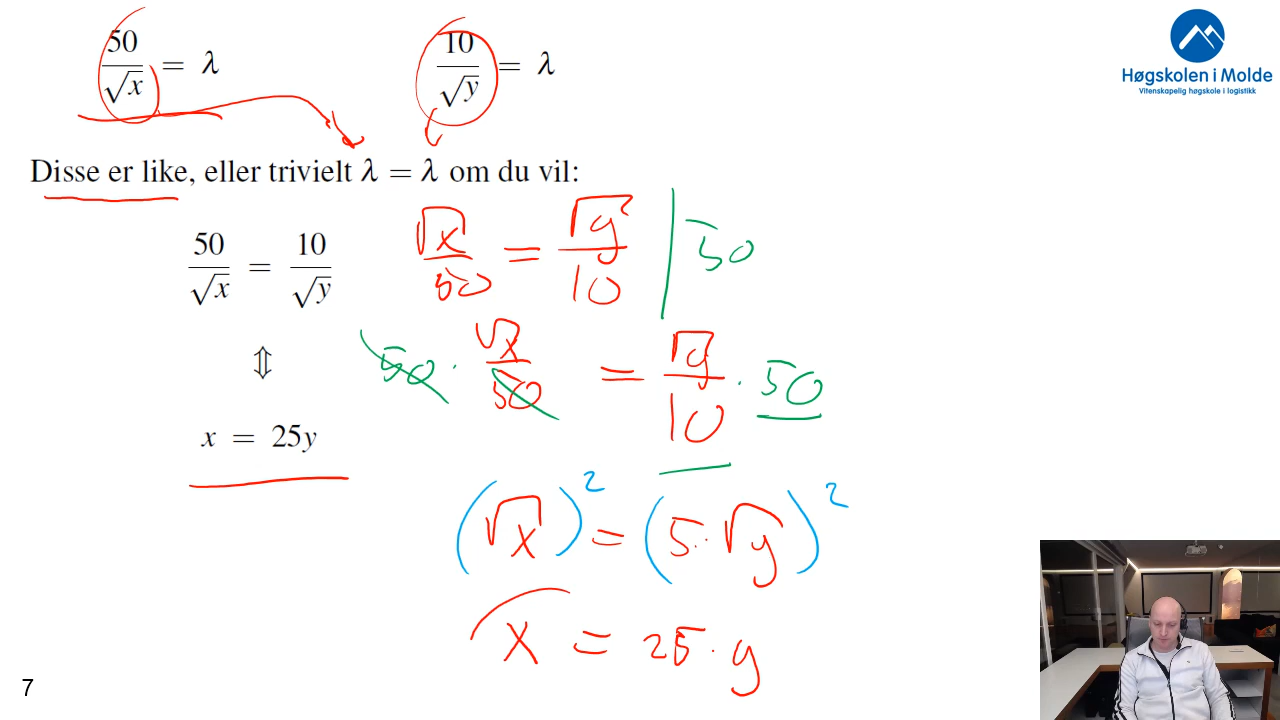 50/√x = λ    10/√y = λ
Høgskolen i Molde
Vitenskapelig høgskole i logistikk
Disse er like, eller trivielt λ = λ om du vil:
50/√x = 10/√y
⇕
x = 25y
√x/50 = √y/10 | 50
50 · √x/50 = √y/10 · 50
(√x)² = (5 · √y)²
x = 25 · y
7